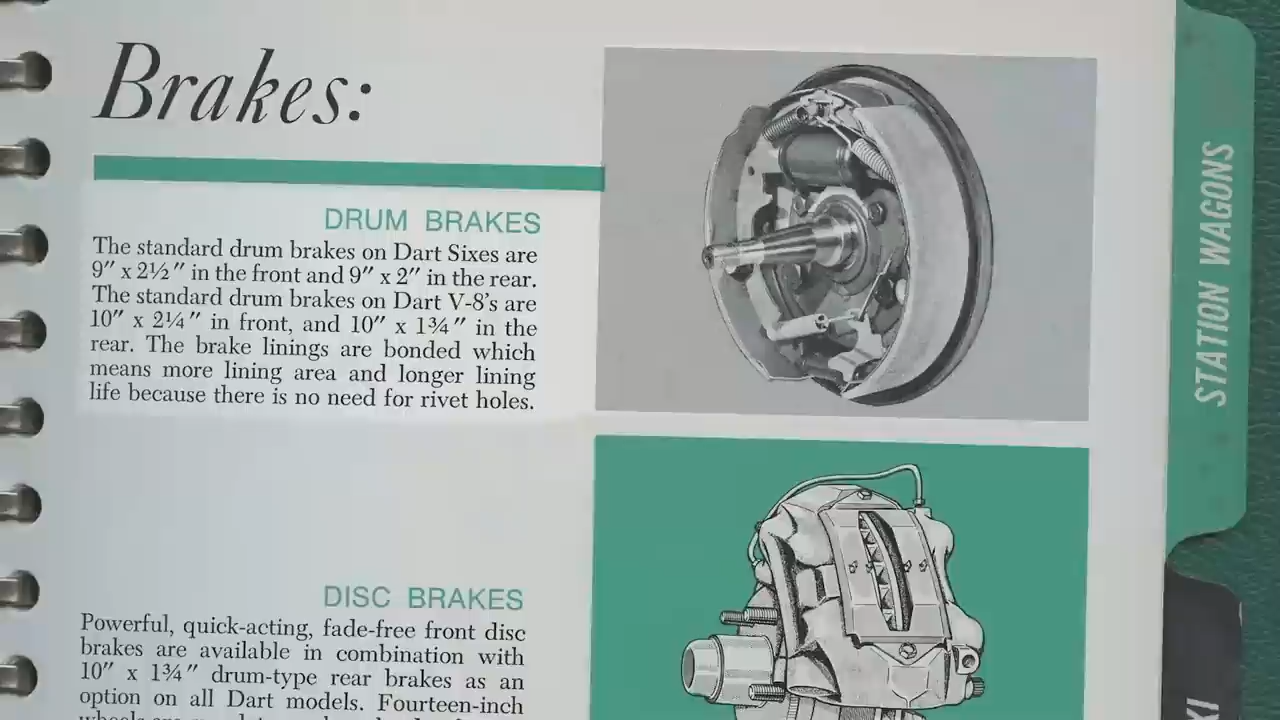 Brakes:
DRUM BRAKES
The standard drum brakes on Dart Sixes are
9″ x 2½″ in the front and 9″ x 2″ in the rear.
The standard drum brakes on Dart V-8's are
10″ x 2¼″ in front, and 10″ x 1¾″ in the
rear. The brake linings are bonded which
means more lining area and longer lining
life because there is no need for rivet holes.
DISC BRAKES
Powerful, quick-acting, fade-free front disc
brakes are available in combination with
10″ x 1¾″ drum-type rear brakes as an
option on all Dart models. Fourteen-inch
STATION WAGONS